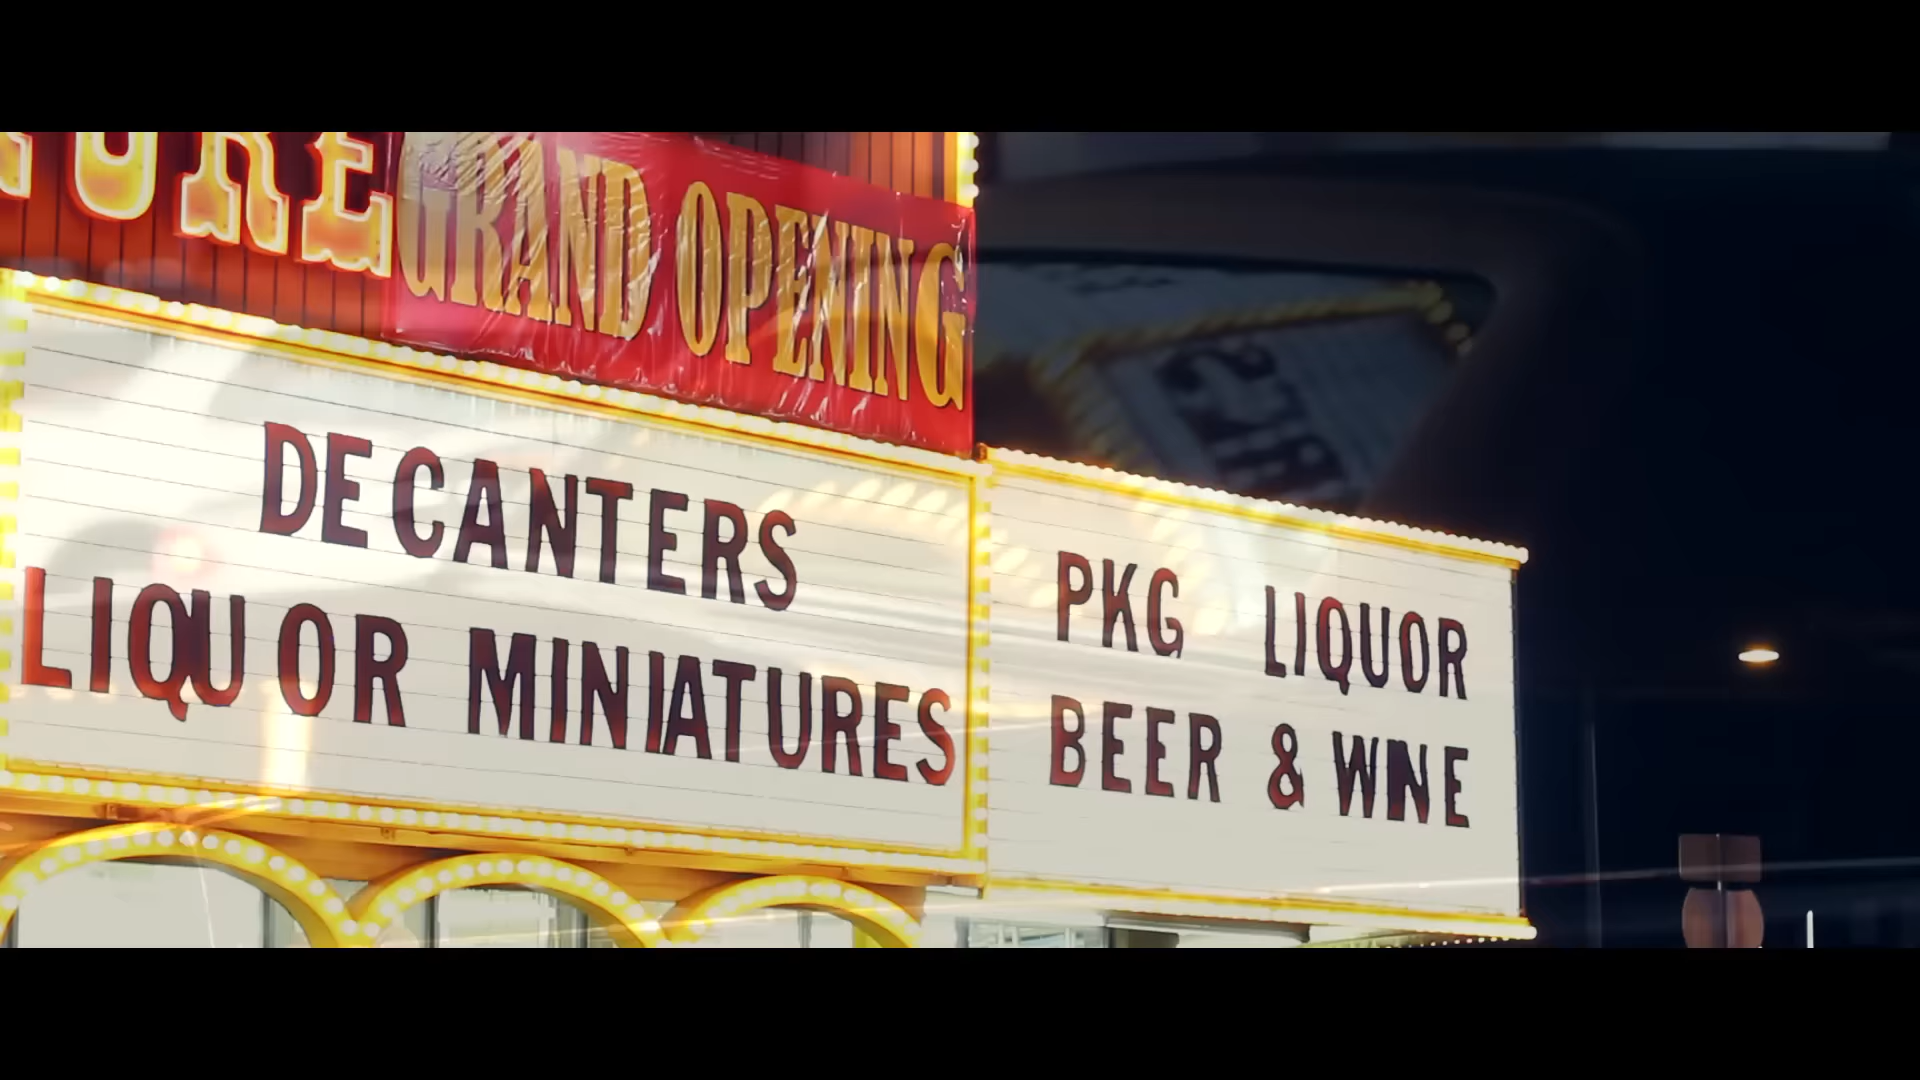 GRAND OPENING
DECANTERS
LIQUOR MINIATURES
PKG LIQUOR
BEER & WINE